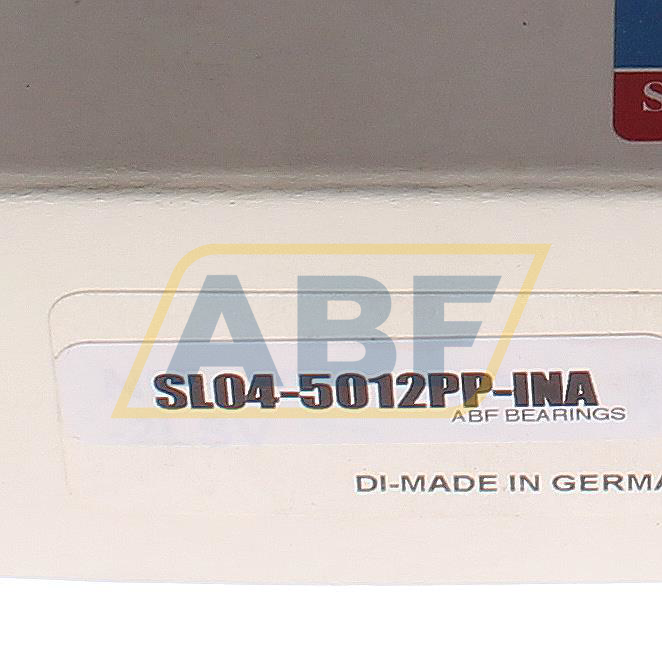 S
ABF
SL04-5012PP-INA
ABF BEARINGS
DI-MADE IN GERMA